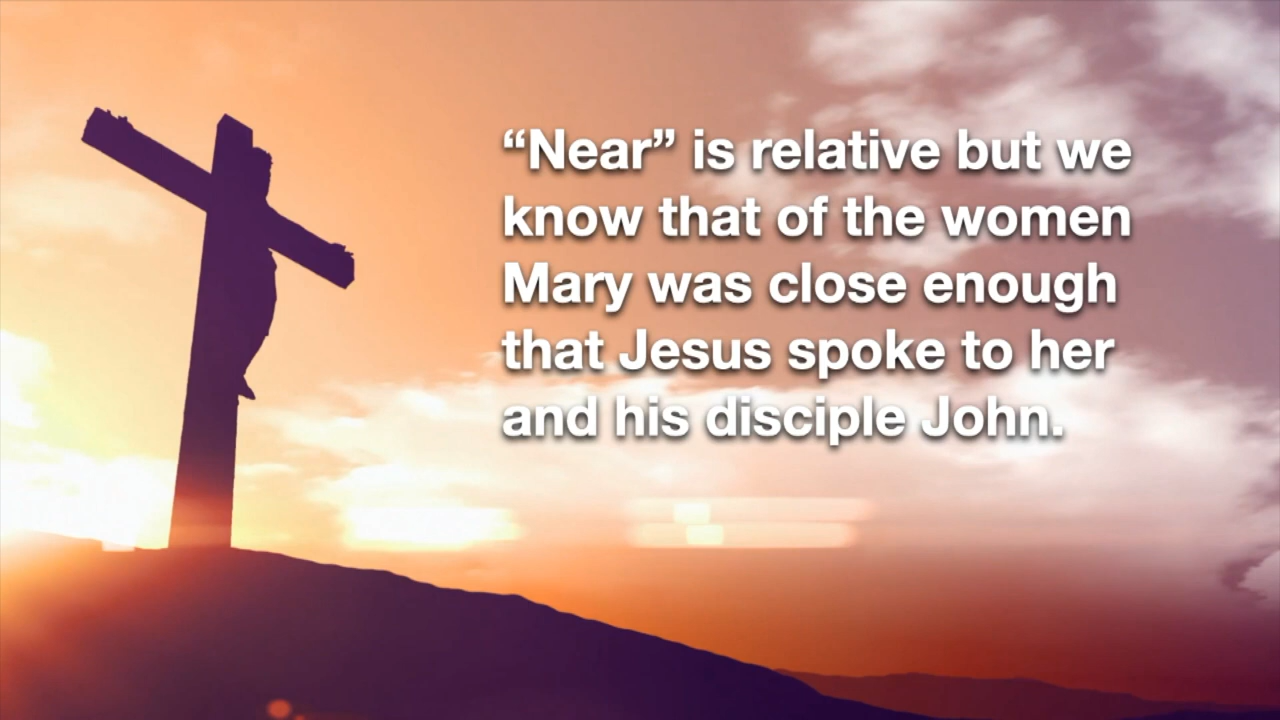 “Near” is relative but we
know that of the women
Mary was close enough
that Jesus spoke to her
and his disciple John.